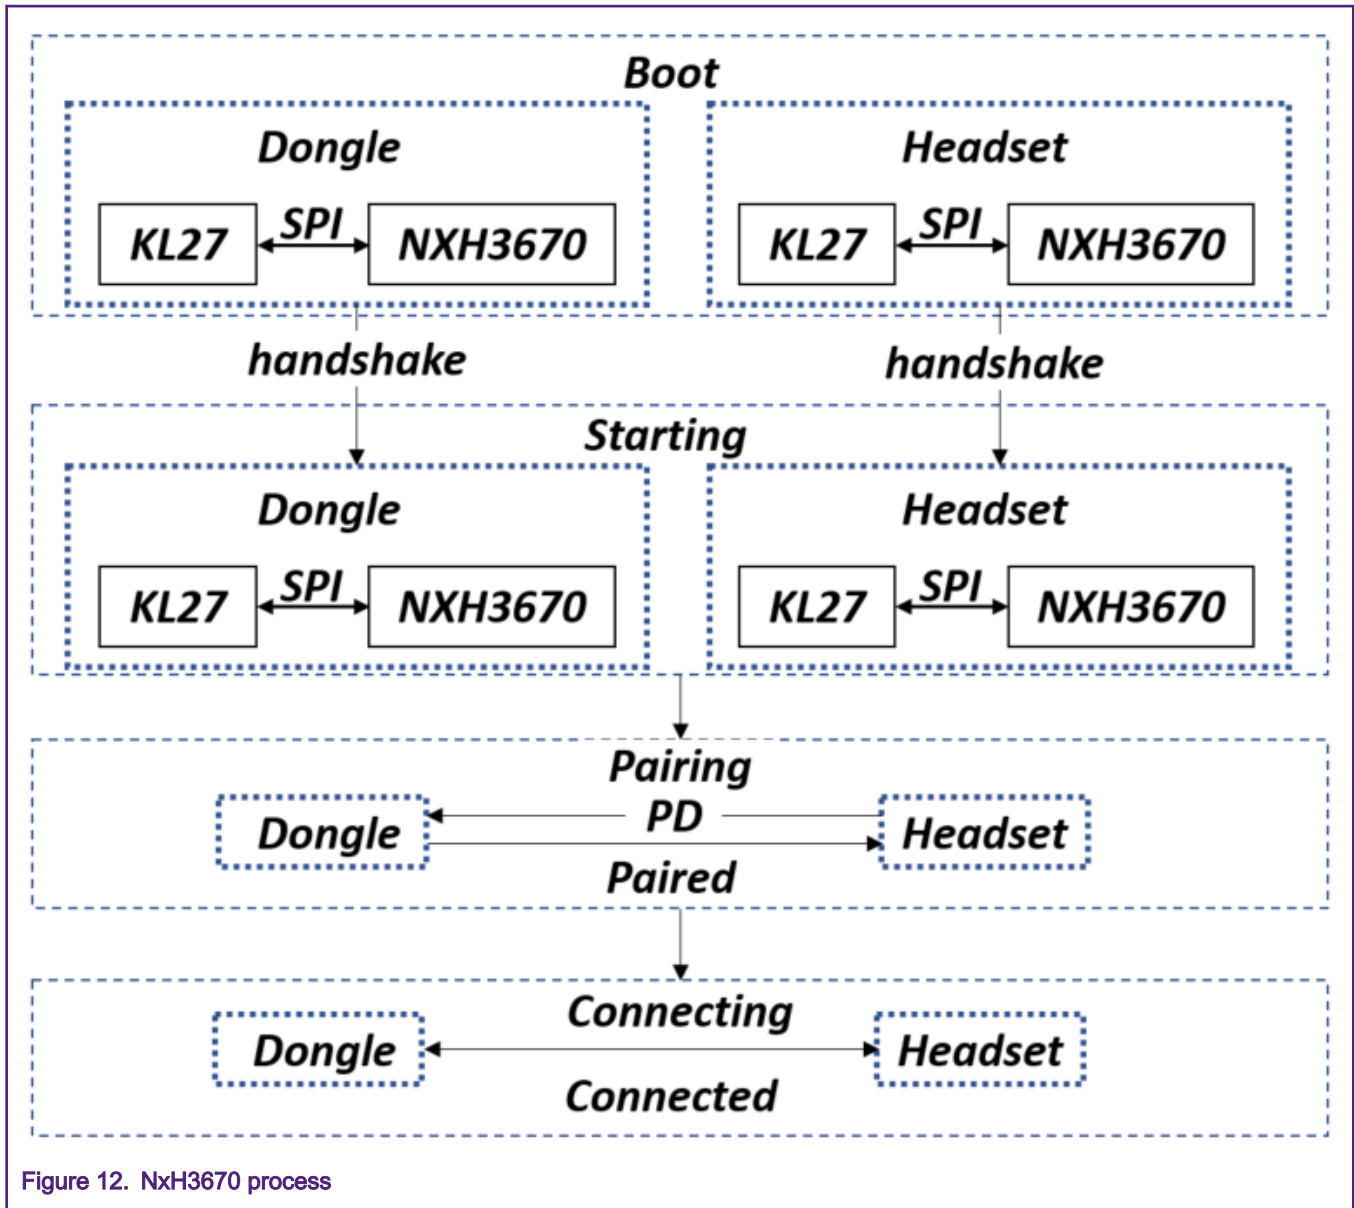 Boot
Dongle
Headset
KL27 SPI NXH3670
KL27 SPI NXH3670
handshake
handshake
Starting
Dongle
Headset
KL27 SPI NXH3670
KL27 SPI NXH3670
Pairing
Dongle
PD
Headset
Paired
Connecting
Dongle
Headset
Connected
Figure 12. NxH3670 process